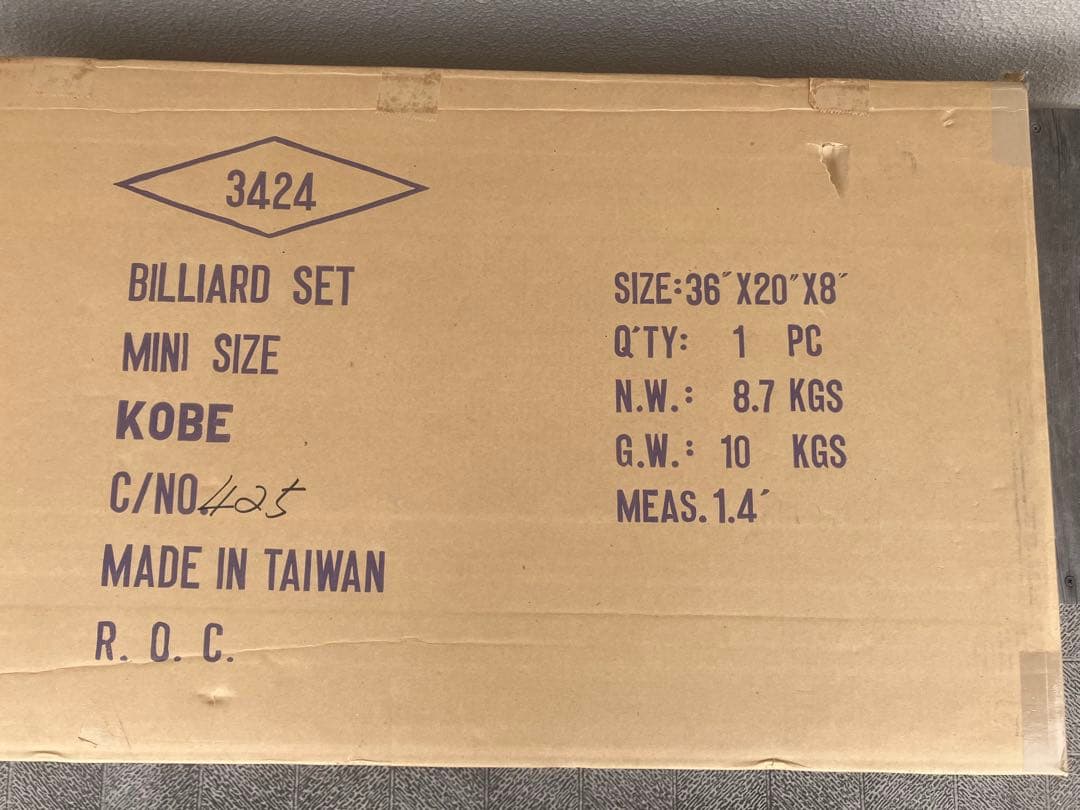 3424
BILLIARD SET
MINI SIZE
KOBE
C/NO.425
MADE IN TAIWAN
R. O. C.
SIZE:36"X20"X8"
Q'TY: 1 PC
N.W.: 8.7 KGS
G.W.: 10 KGS
MEAS. 1.4'